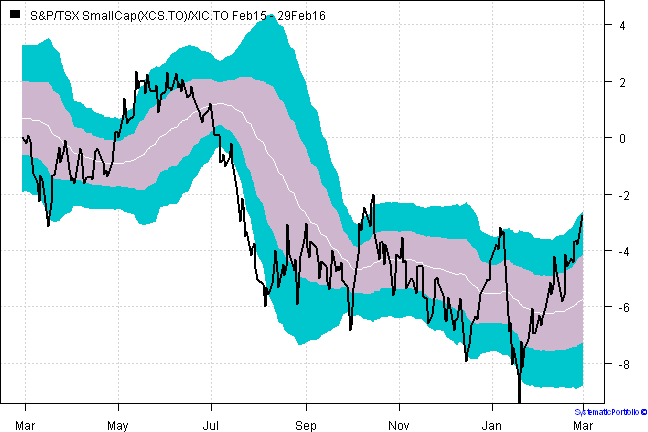 S&P/TSX SmallCap(XCS.TO)/XIC.TO Feb15 - 29Feb16
4
2
0
-2
-4
-6
-8
Mar May Jul Sep Nov Jan Mar
SystematicPortfolio ©